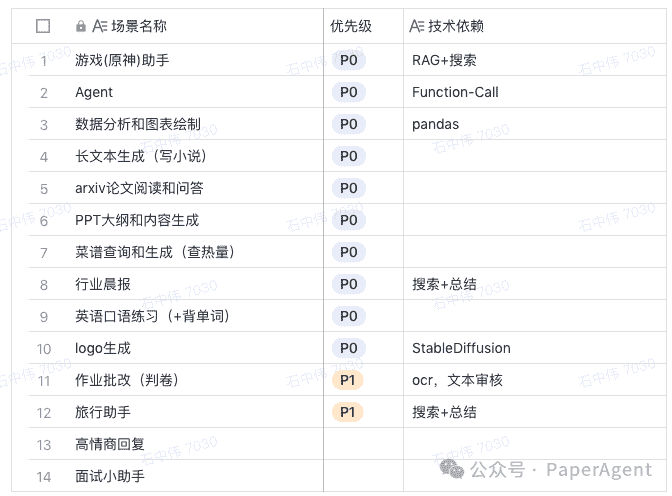 场景名称 优先级 技术依赖
1 游戏(原神)助手 P0 RAG+搜索
2 Agent P0 Function-Call
3 数据分析和图表绘制 P0 pandas
4 长文本生成（写小说） P0
5 arxiv论文阅读和问答 P0
6 PPT大纲和内容生成 P0
7 菜谱查询和生成（查热量） P0
8 行业晨报 P0 搜索+总结
9 英语口语练习（+背单词） P0
10 logo生成 P0 StableDiffusion
11 作业批改（判卷） P1 ocr，文本审核
12 旅行助手 P1 搜索+总结
13 高情商回复
14 面试小助手
公众号 · PaperAgent
石中伟 7030